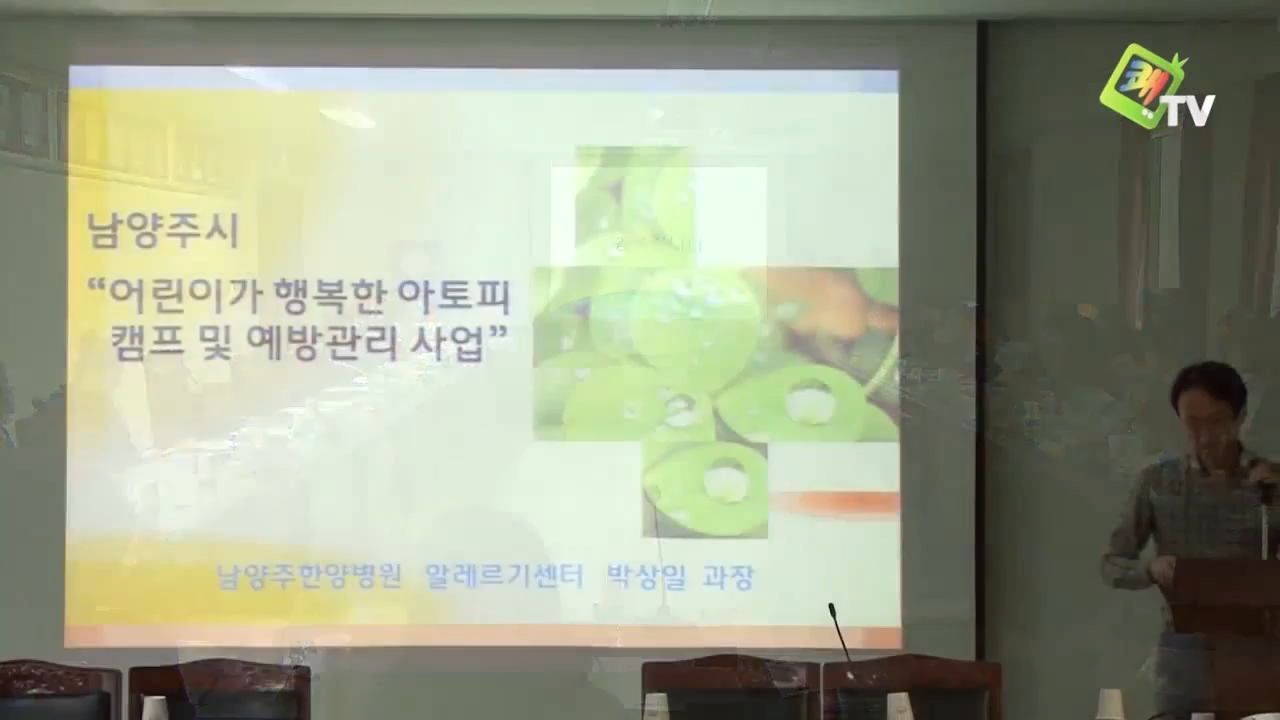 쾌
TV
남양주시
“어린이가 행복한 아토피
캠프 및 예방관리 사업”
남양주한양병원 알레르기센터 박상일 과장